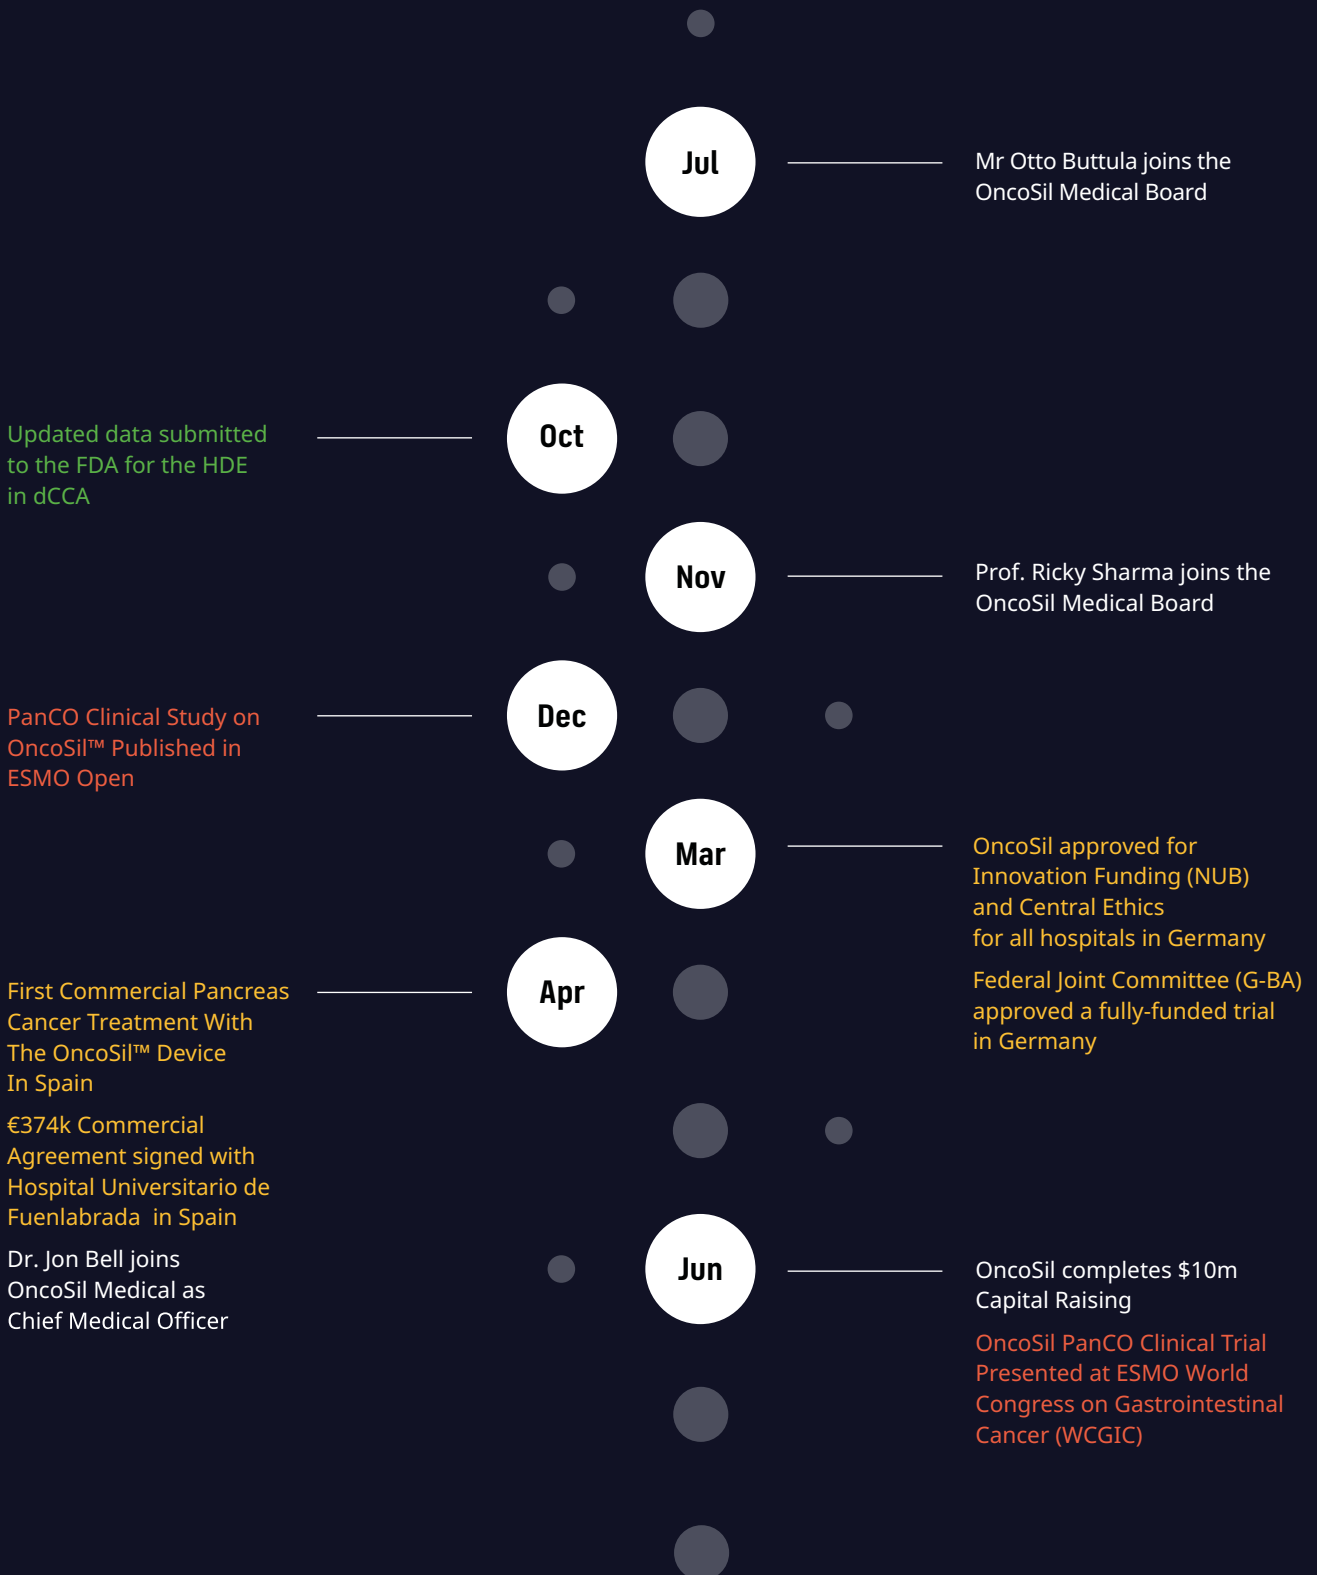 Jul
Mr Otto Buttula joins the
OncoSil Medical Board
Updated data submitted
to the FDA for the HDE
in dCCA
Oct
Nov
Prof. Ricky Sharma joins the
OncoSil Medical Board
PanCO Clinical Study on
OncoSil™ Published in
ESMO Open
Dec
Mar
OncoSil approved for
Innovation Funding (NUB)
and Central Ethics
for all hospitals in Germany
Federal Joint Committee (G-BA)
approved a fully-funded trial
in Germany
First Commercial Pancreas
Cancer Treatment With
The OncoSil™ Device
In Spain
€374k Commercial
Agreement signed with
Hospital Universitario de
Fuenlabrada  in Spain
Dr. Jon Bell joins
OncoSil Medical as
Chief Medical Officer
Apr
Jun
OncoSil completes $10m
Capital Raising
OncoSil PanCO Clinical Trial
Presented at ESMO World
Congress on Gastrointestinal
Cancer (WCGIC)